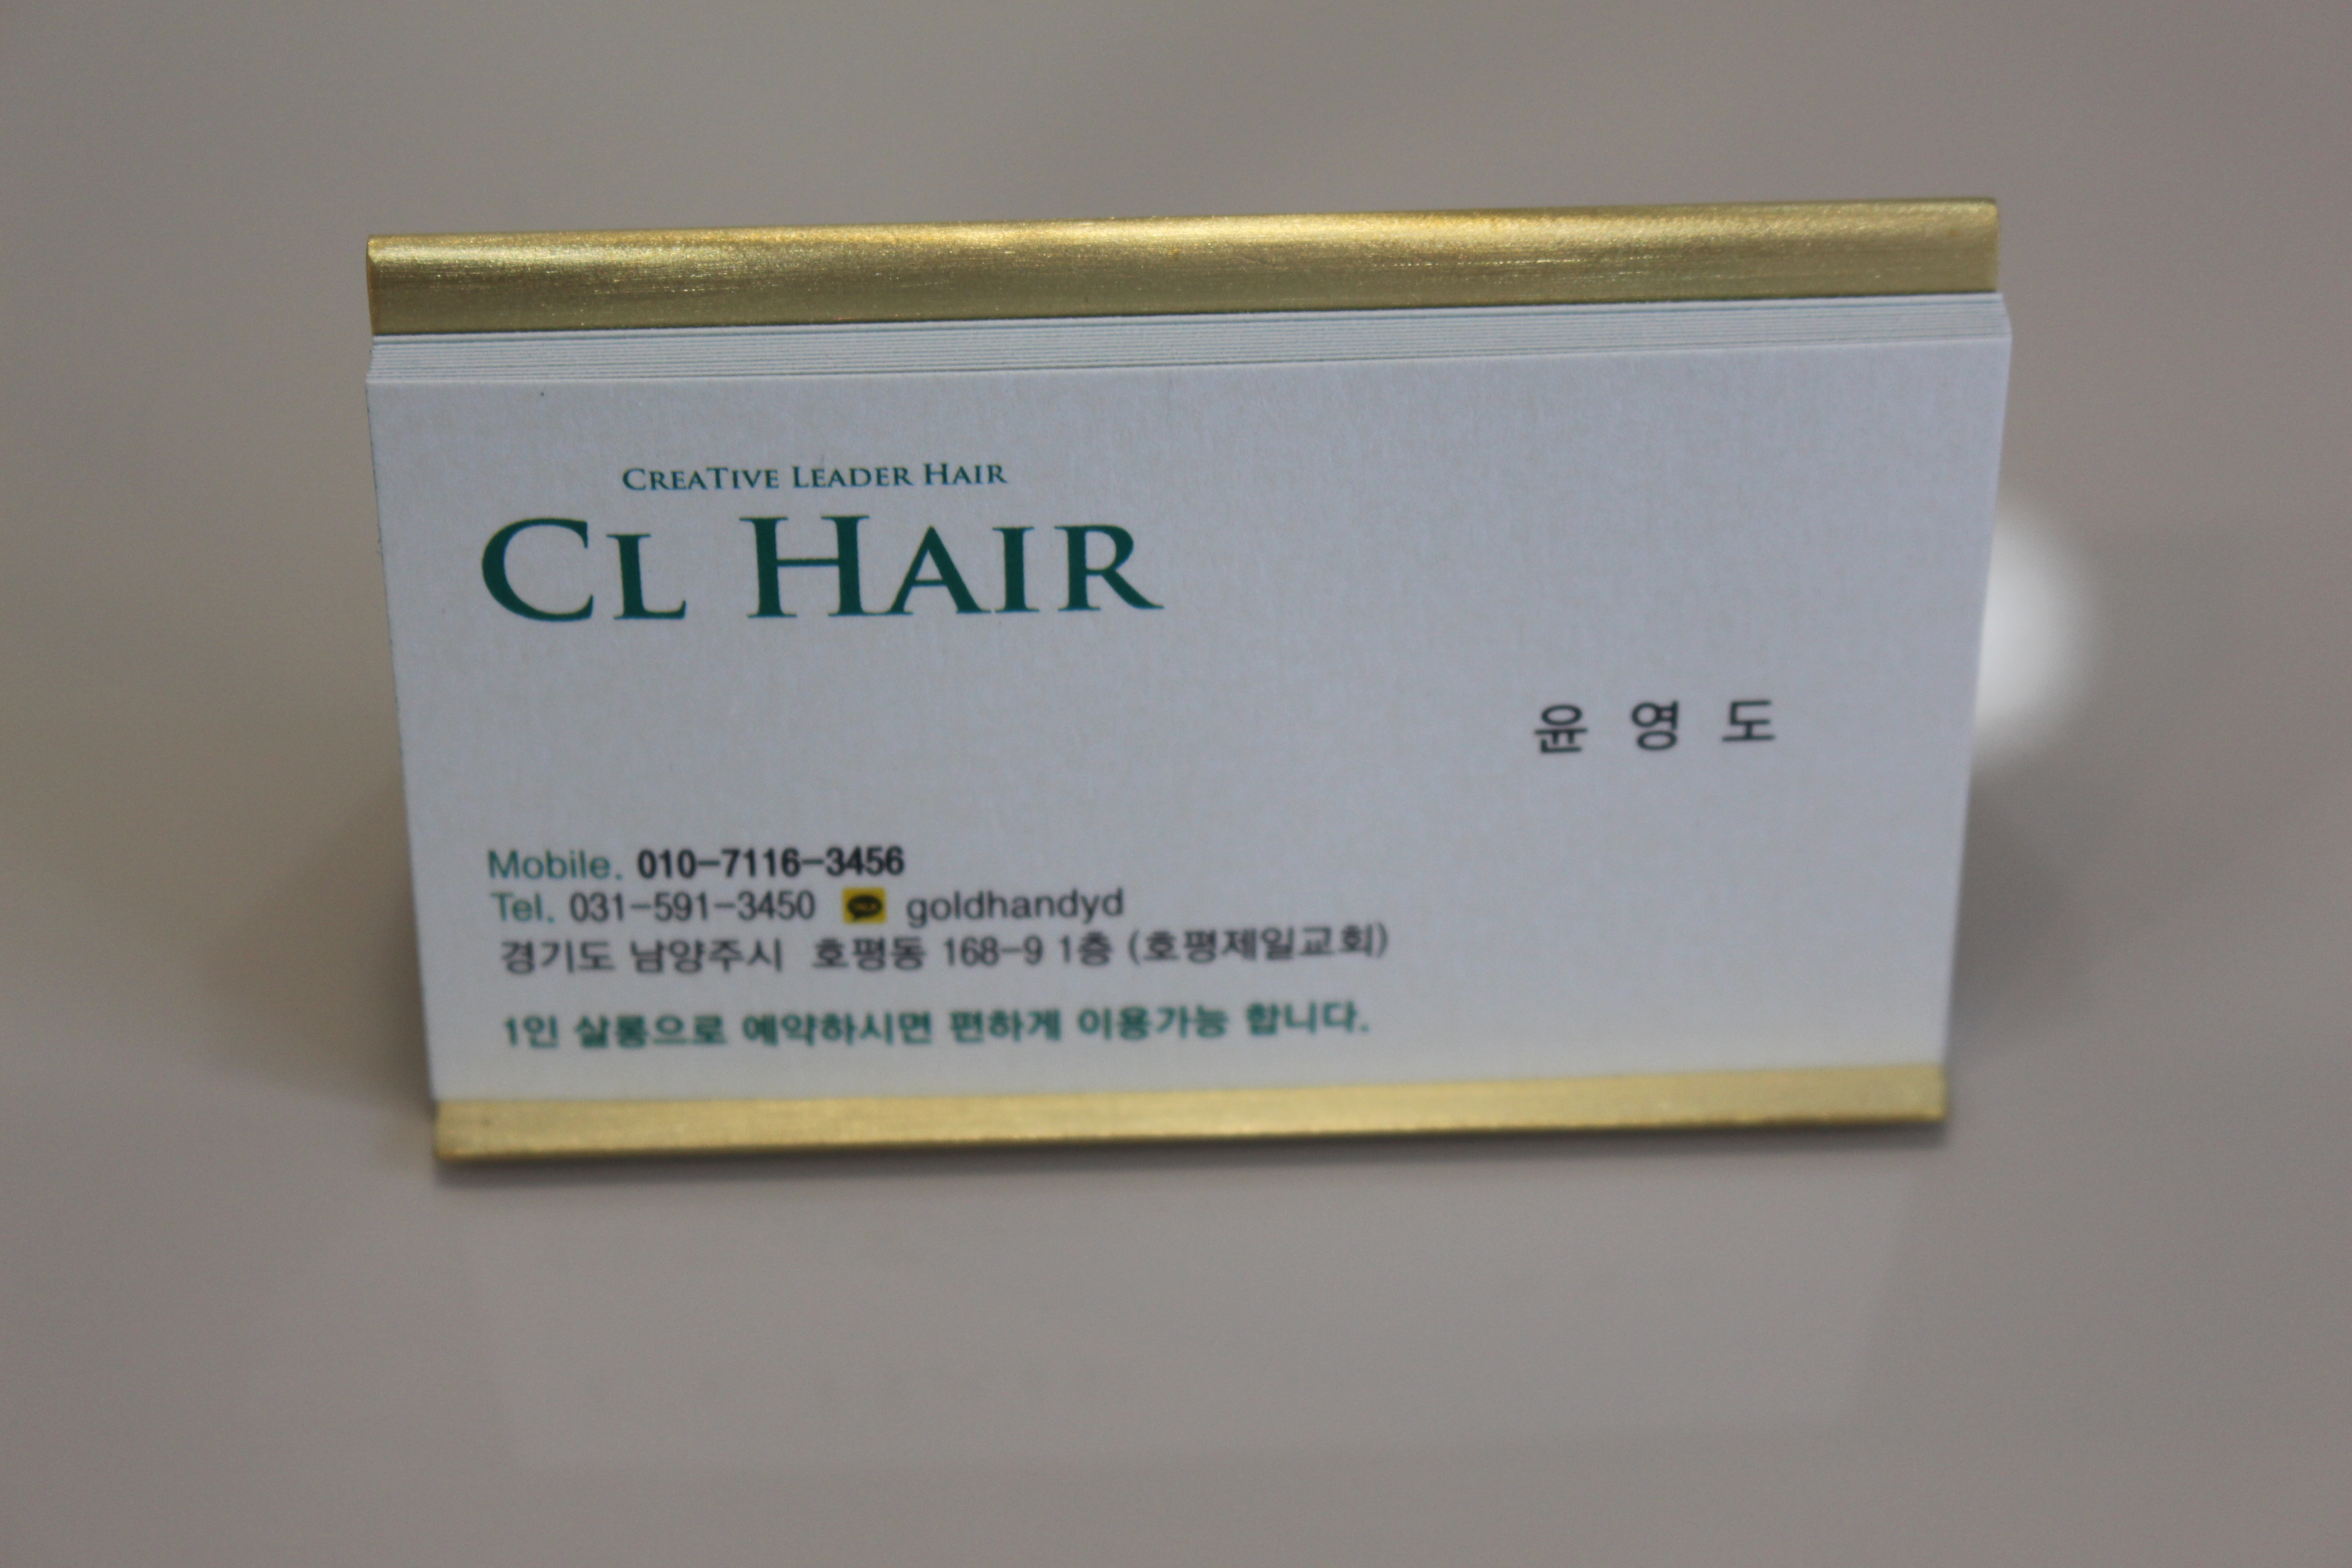 CREATIVE LEADER HAIR
CL HAIR
윤 영 도
Mobile. 010-7116-3456
Tel. 031-591-3450 TALK goldhandyd
경기도 남양주시 호평동 168-9 1층 (호평제일교회)
1인 살롱으로 예약하시면 편하게 이용가능 합니다.